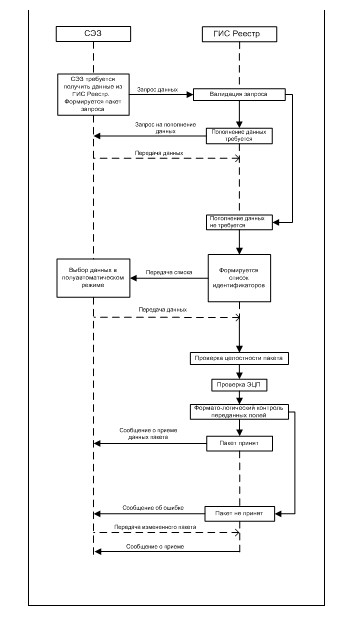 СЭЗ
ГИС Реестр
СЭЗ требуется
получить данные из
ГИС Реестр.
Формируется пакет
запроса
Запрос данных
Валидация запроса
Запрос на пополнение
данных
Пополнение данных
требуется
Передача данных
Пополнение данных
не требуется
Выбор данных в
полуавтоматическом
режиме
Передача списка
Формируется
список
идентификаторов
Передача данных
Проверка целостности пакета
Проверка ЭЦП
Формато-логический контроль
переданных полей
Сообщение о приеме
данных пакета
Пакет принят
Сообщение об ошибке
Пакет не принят
Передача измененного пакета
Сообщение о приеме